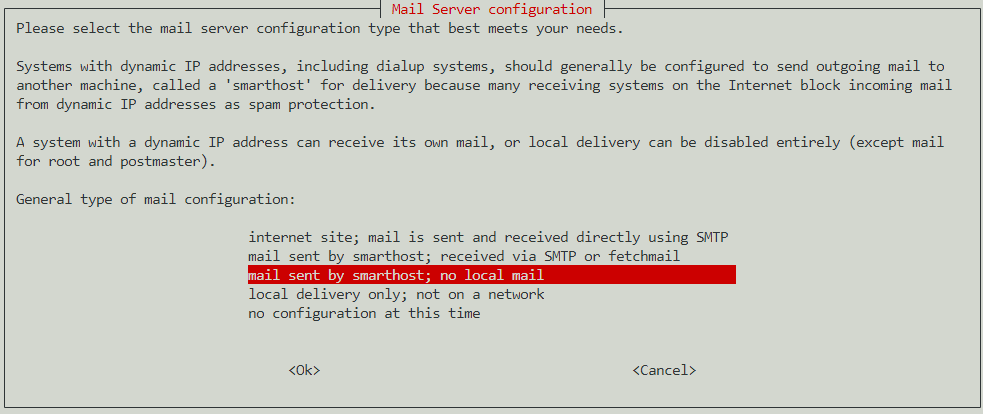 Mail Server configuration
Please select the mail server configuration type that best meets your needs.
Systems with dynamic IP addresses, including dialup systems, should generally be configured to send outgoing mail to
another machine, called a 'smarthost' for delivery because many receiving systems on the Internet block incoming mail
from dynamic IP addresses as spam protection.
A system with a dynamic IP address can receive its own mail, or local delivery can be disabled entirely (except mail
for root and postmaster).
General type of mail configuration:
internet site; mail is sent and received directly using SMTP
mail sent by smarthost; received via SMTP or fetchmail
mail sent by smarthost; no local mail
local delivery only; not on a network
no configuration at this time
<Ok> <Cancel>